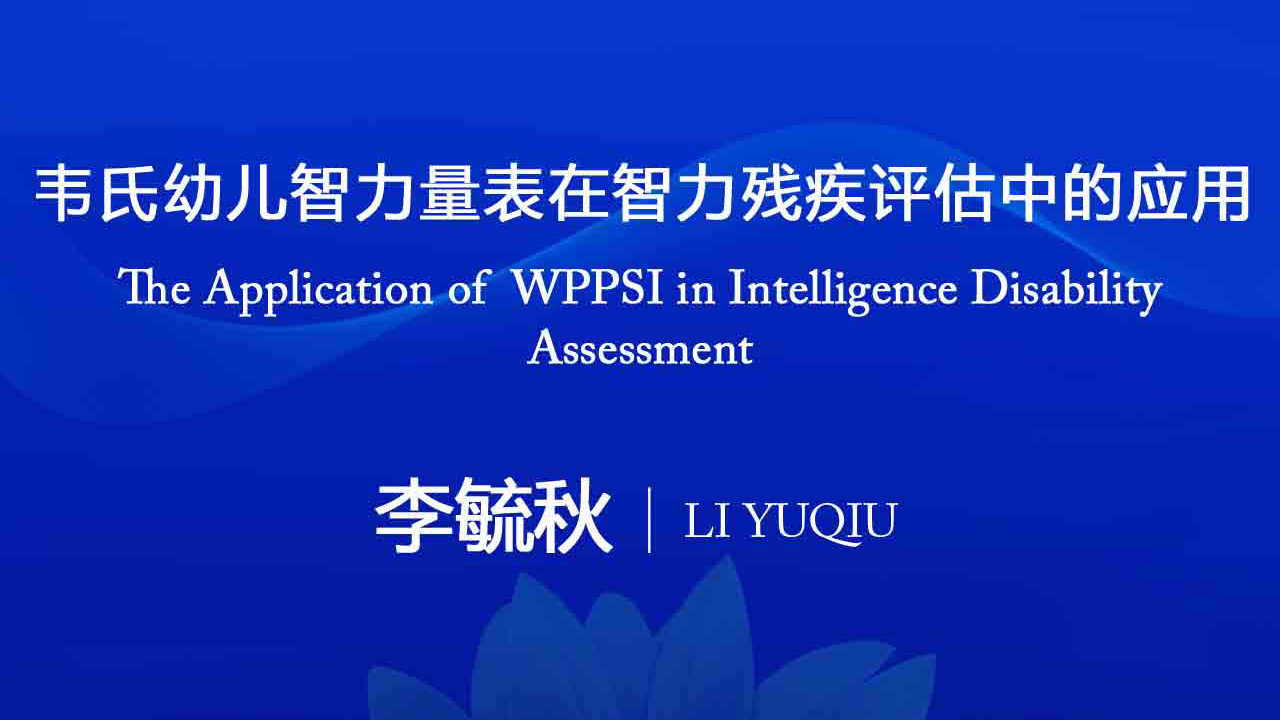 韦氏幼儿智力量表在智力残疾评估中的应用
The Application of WPPSI in Intelligence Disability
Assessment
李毓秋 | LI YUQIU